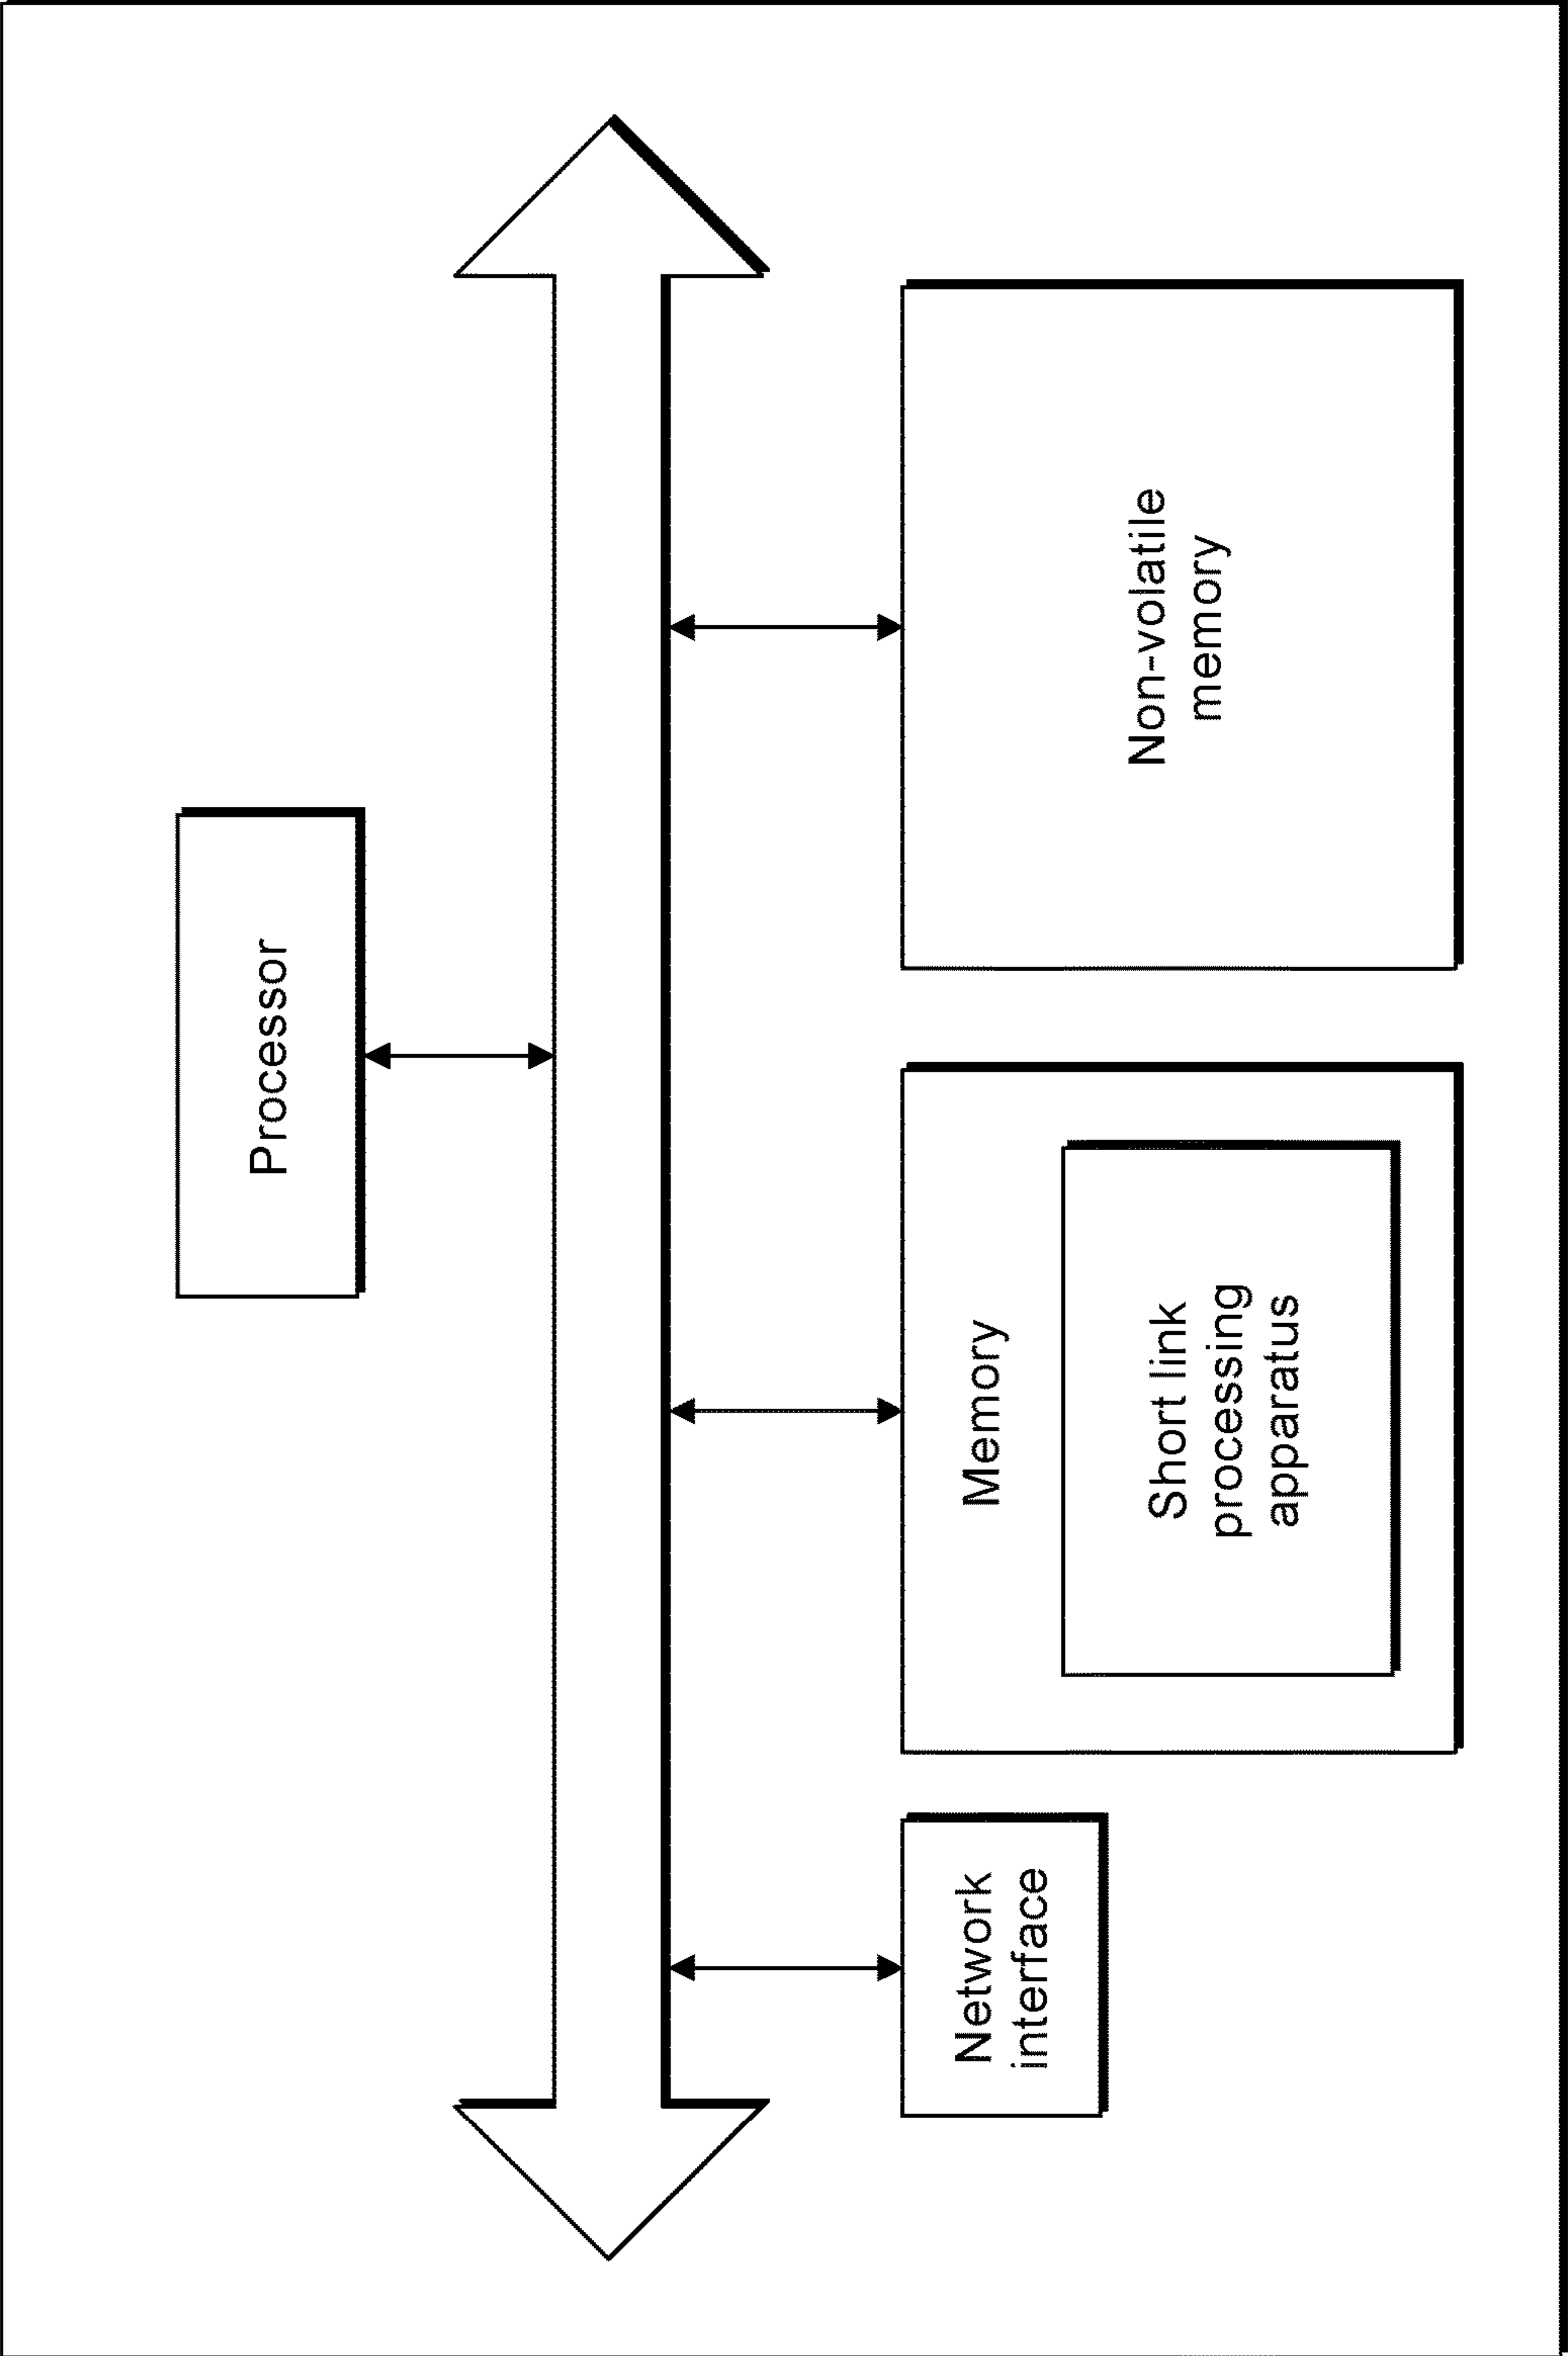 Processor
Network
interface
Memory
Short link
processing
apparatus
Non-volatile
memory